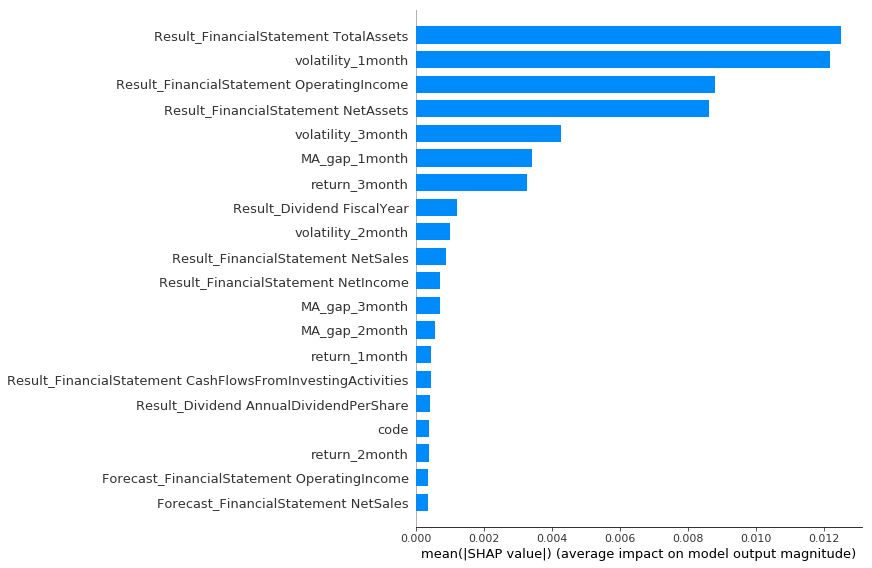 Result_FinancialStatement TotalAssets
volatility_1month
Result_FinancialStatement OperatingIncome
Result_FinancialStatement NetAssets
volatility_3month
MA_gap_1month
return_3month
Result_Dividend FiscalYear
volatility_2month
Result_FinancialStatement NetSales
Result_FinancialStatement NetIncome
MA_gap_3month
MA_gap_2month
return_1month
Result_FinancialStatement CashFlowsFromInvestingActivities
Result_Dividend AnnualDividendPerShare
code
return_2month
Forecast_FinancialStatement OperatingIncome
Forecast_FinancialStatement NetSales
0.000 0.002 0.004 0.006 0.008 0.010 0.012
mean(|SHAP value|) (average impact on model output magnitude)